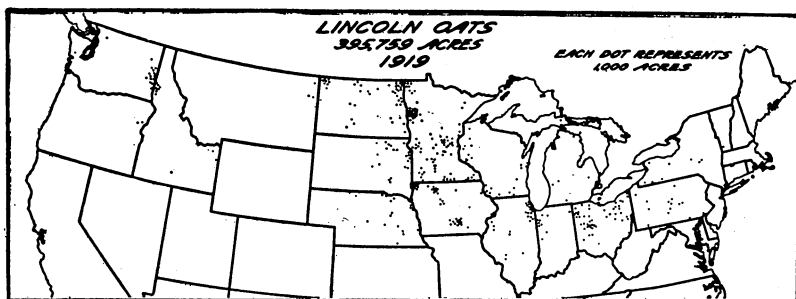 LINCOLN OATS
395,759 ACRES
1919
EACH DOT REPRESENTS
1,000 ACRES